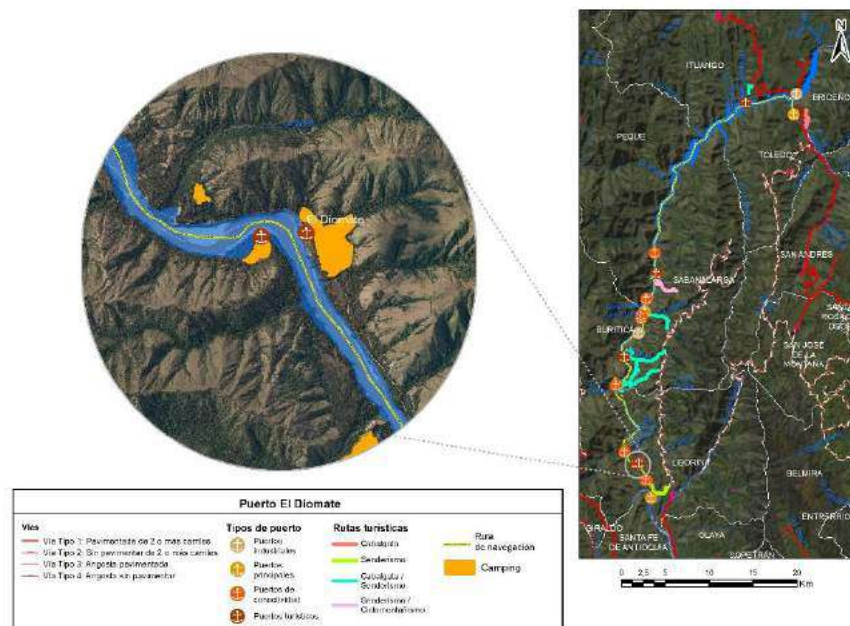 El Diomate
ITUANGO
BRICEÑO
PEQUE
TOLEDO
SAN ANDRES
SABANALARGA
BURITICA
SAN JOSE
DE LA
MONTAÑA
LIBORINA
BELMIRA
ENTRERRIOS
GIRALDO
SANTA FE
DE ANTIOQUIA
OLAYA
SOPETRÁN
0 2,5 5 10 15 20
Km
Puerto El Diomate
Vías
Vía Tipo 1: Pavimentada de 2 o más carriles
Vía Tipo 2: Sin pavimentar de 2 o más carriles
Vía Tipo 3: Angosta pavimentada
Vía Tipo 4: Angosta sin pavimentar
Tipos de puerto
Puertos
industriales
Puertos
principales
Puertos de
conectividad
Puertos turísticos
Rutas turísticas
Cabalgata
Senderismo
Cabalgata /
Senderismo
Senderismo /
Ciclomontañismo
Ruta
de navegación
Camping